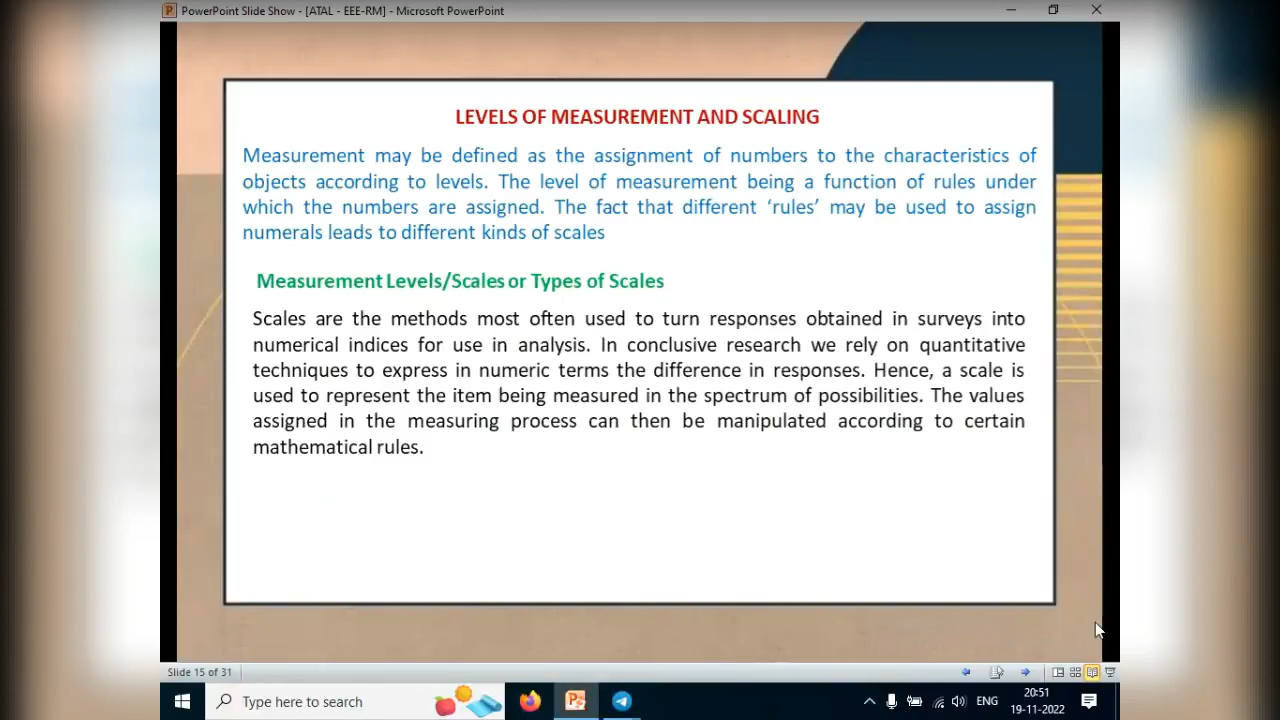 PowerPoint Slide Show - [ATAL - EEE-RM] - Microsoft PowerPoint
LEVELS OF MEASUREMENT AND SCALING
Measurement may be defined as the assignment of numbers to the characteristics of
objects according to levels. The level of measurement being a function of rules under
which the numbers are assigned. The fact that different ‘rules’ may be used to assign
numerals leads to different kinds of scales
Measurement Levels/Scales or Types of Scales
Scales are the methods most often used to turn responses obtained in surveys into
numerical indices for use in analysis. In conclusive research we rely on quantitative
techniques to express in numeric terms the difference in responses. Hence, a scale is
used to represent the item being measured in the spectrum of possibilities. The values
assigned in the measuring process can then be manipulated according to certain
mathematical rules.
Slide 15 of 31
Type here to search
ENG
20:51
19-11-2022